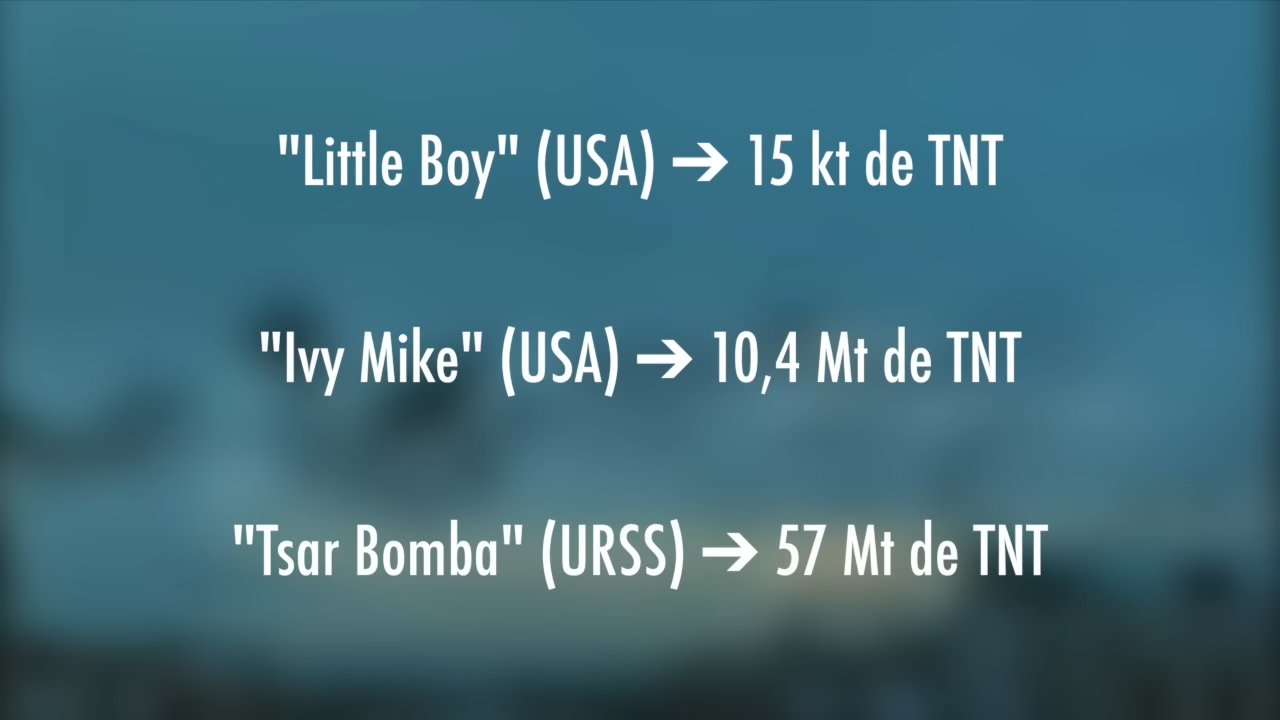 "Little Boy" (USA) ➔ 15 kt de TNT
"Ivy Mike" (USA) ➔ 10,4 Mt de TNT
"Tsar Bomba" (URSS) ➔ 57 Mt de TNT